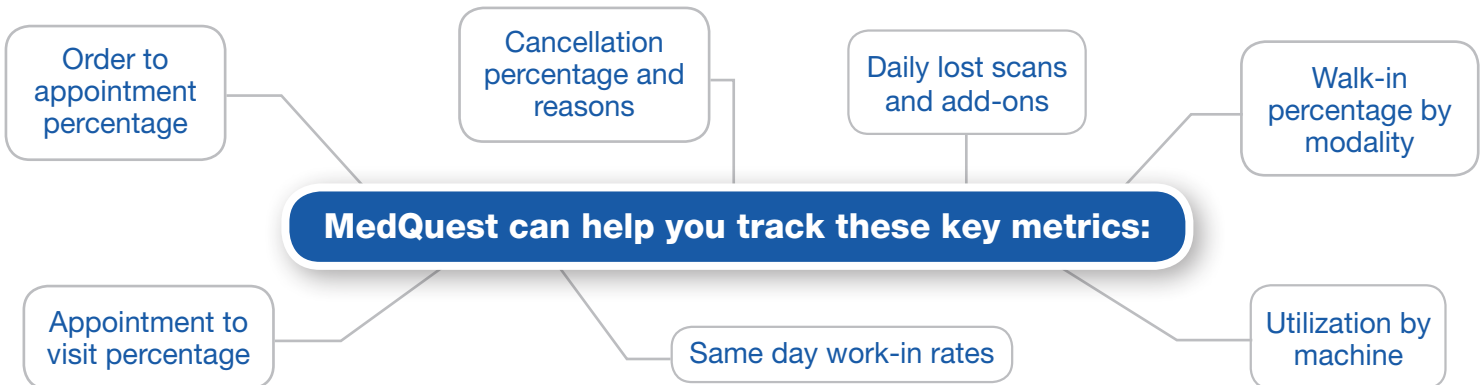 Order to
appointment
percentage
Cancellation
percentage and
reasons
Daily lost scans
and add-ons
Walk-in
percentage by
modality
MedQuest can help you track these key metrics:
Appointment to
visit percentage
Same day work-in rates
Utilization by
machine